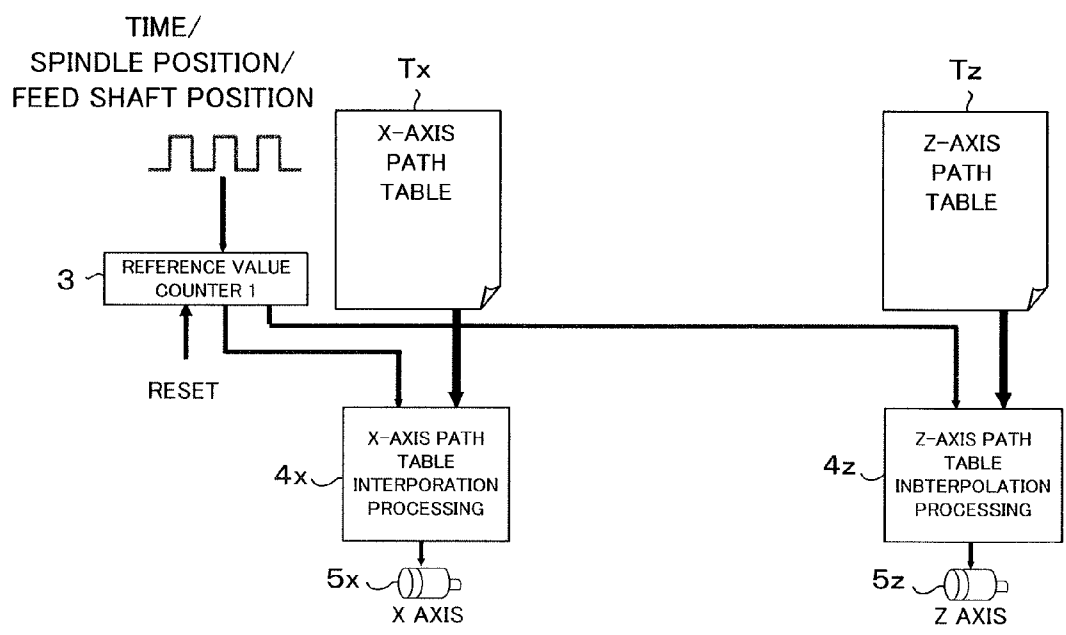 TIME/
SPINDLE POSITION/
FEED SHAFT POSITION
Tx
X-AXIS
PATH
TABLE
Tz
Z-AXIS
PATH
TABLE
3
REFERENCE VALUE
COUNTER 1
RESET
4x
X-AXIS PATH
TABLE
INTERPORATION
PROCESSING
4z
Z-AXIS PATH
TABLE
INBTERPOLATION
PROCESSING
5x
X AXIS
5z
Z AXIS